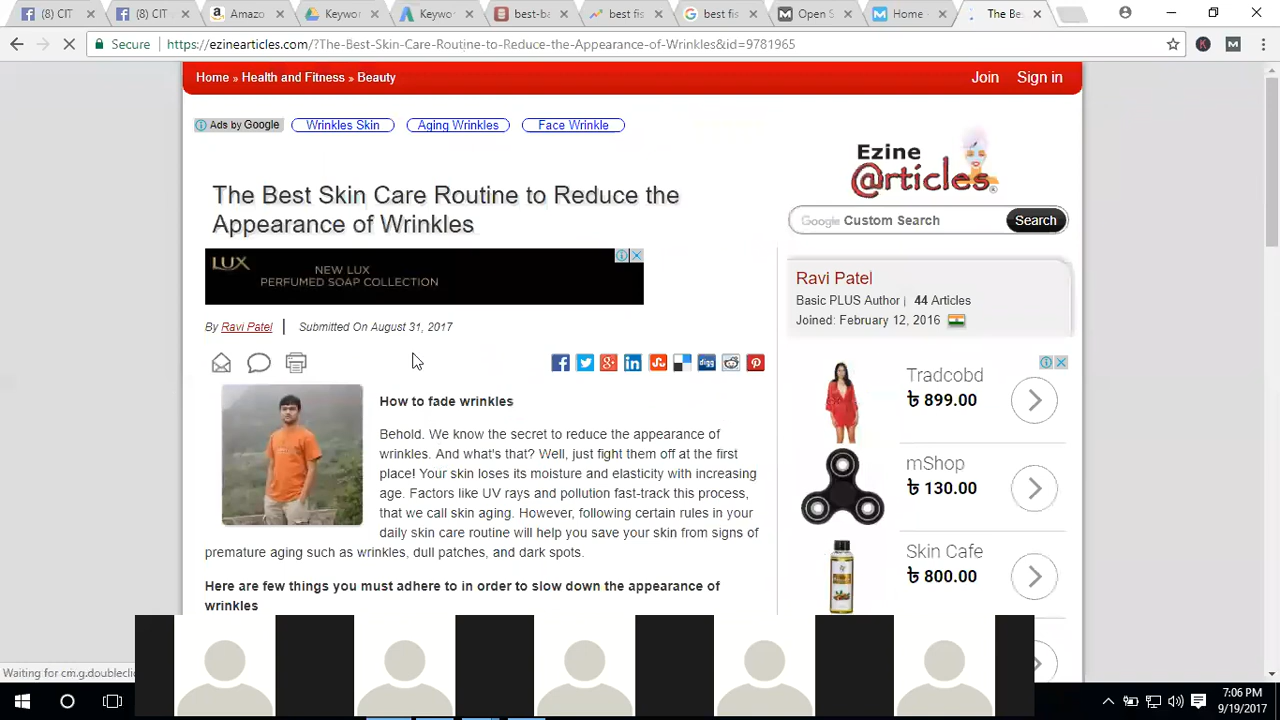 (8) CIT
(8) CIT
Amazo
Keywor
Keywor
best-ba
best fis
best fis
Open S
Home
The Be
Secure
https://ezinearticles.com/?The-Best-Skin-Care-Routine-to-Reduce-the-Appearance-of-Wrinkles&id=9781965
Home » Health and Fitness » Beauty
Join Sign in
Ads by Google
Wrinkles Skin
Aging Wrinkles
Face Wrinkle
Ezine
@rticles
The Best Skin Care Routine to Reduce the
Appearance of Wrinkles
Google Custom Search
Search
LUX
NEW LUX
PERFUMED SOAP COLLECTION
Ravi Patel
Basic PLUS Author | 44 Articles
Joined: February 12, 2016
By Ravi Patel | Submitted On August 31, 2017
digg
How to fade wrinkles
Behold. We know the secret to reduce the appearance of
wrinkles. And what's that? Well, just fight them off at the first
place! Your skin loses its moisture and elasticity with increasing
age. Factors like UV rays and pollution fast-track this process,
that we call skin aging. However, following certain rules in your
daily skin care routine will help you save your skin from signs of
premature aging such as wrinkles, dull patches, and dark spots.
Here are few things you must adhere to in order to slow down the appearance of
wrinkles
Tradcobd
৳ 899.00
mShop
৳ 130.00
Skin Cafe
৳ 800.00
Waiting for cm.g.doubleclic
7:06 PM
9/19/2017